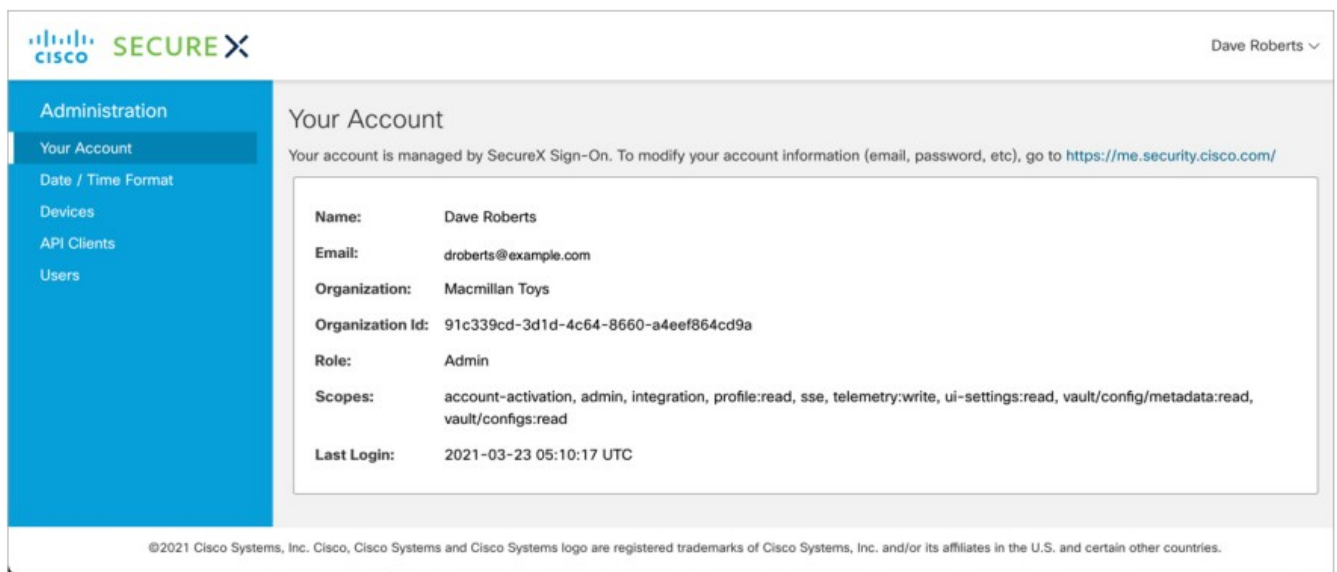 CISCO SECUREX
Dave Roberts
Administration
Your Account
Date / Time Format
Devices
API Clients
Users
Your Account
Your account is managed by SecureX Sign-On. To modify your account information (email, password, etc), go to https://me.security.cisco.com/
Name: Dave Roberts
Email: droberts@example.com
Organization: Macmillan Toys
Organization Id: 91c339cd-3d1d-4c64-8660-a4eef864cd9a
Role: Admin
Scopes: account-activation, admin, integration, profile:read, sse, telemetry:write, ui-settings:read, vault/config/metadata:read,
vault/configs:read
Last Login: 2021-03-23 05:10:17 UTC
©2021 Cisco Systems, Inc. Cisco, Cisco Systems and Cisco Systems logo are registered trademarks of Cisco Systems, Inc. and/or its affiliates in the U.S. and certain other countries.